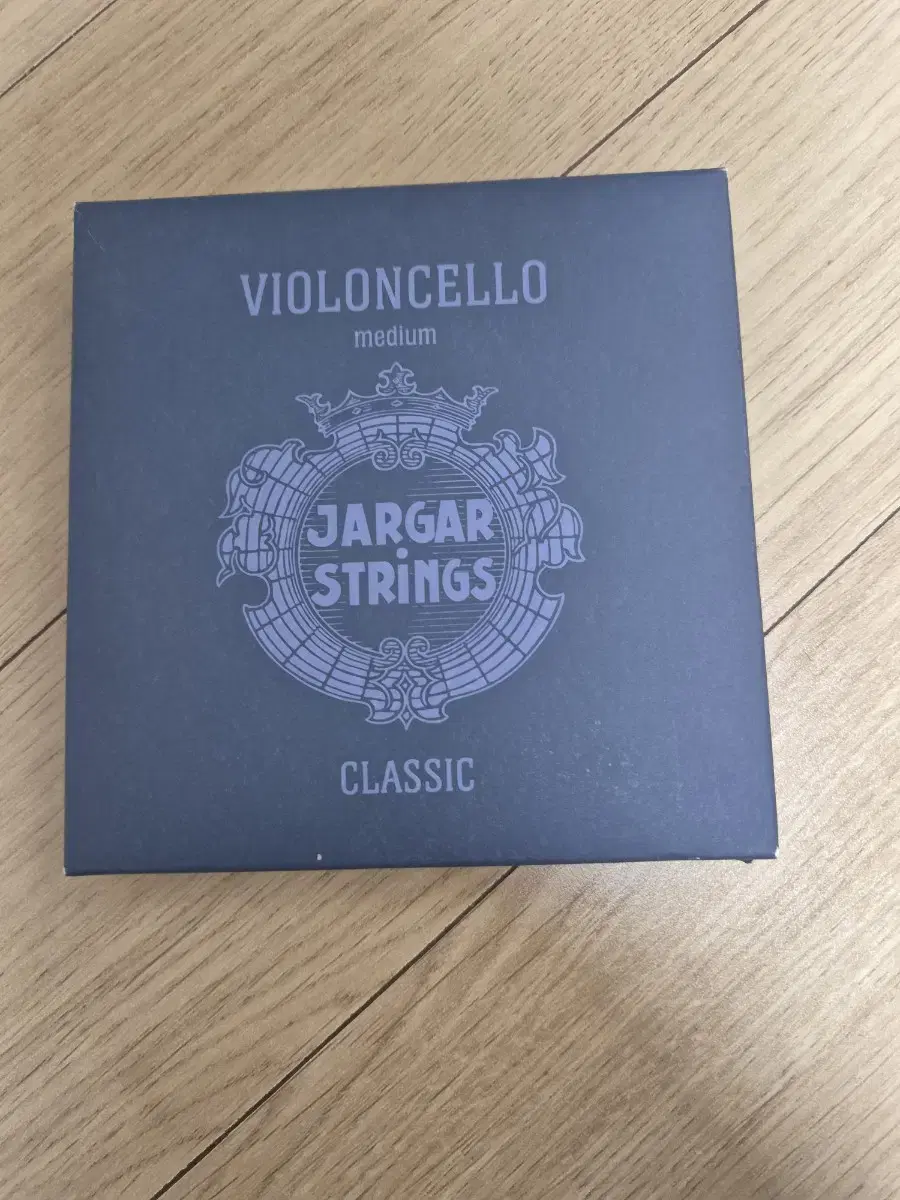 VIOLONCELLO
medium
JARGAR
STRINGS
CLASSIC